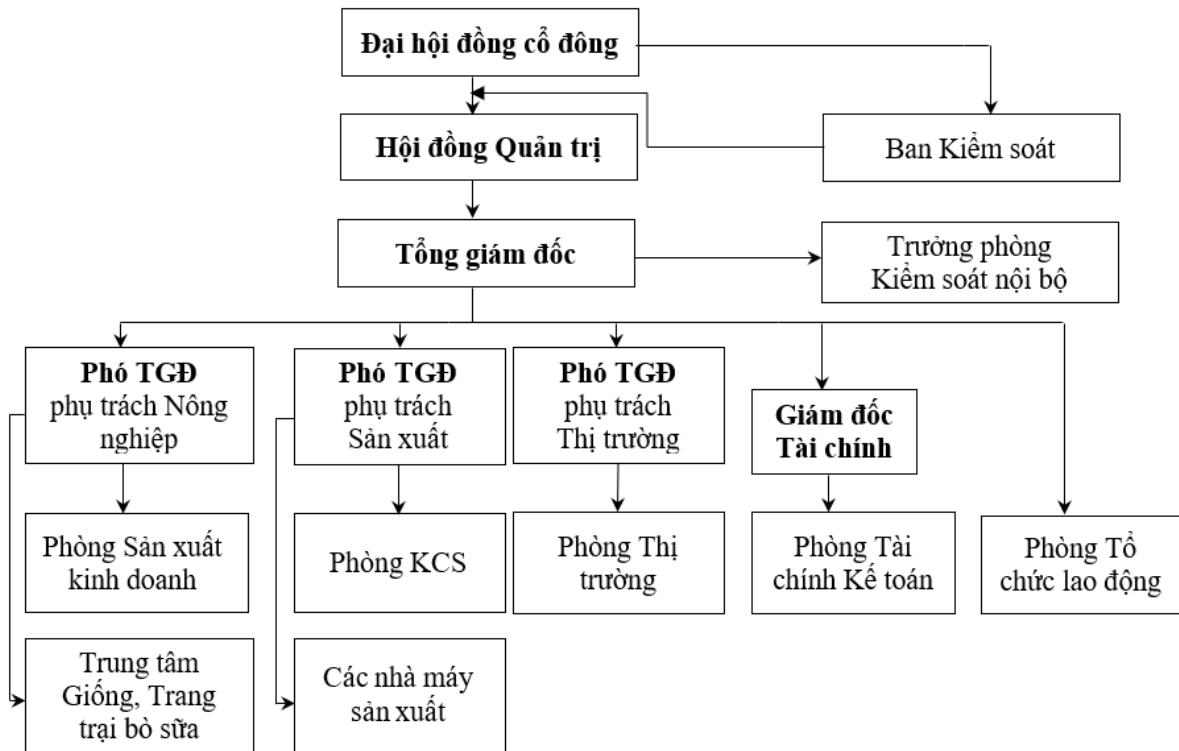 Đại hội đồng cổ đông
Hội đồng Quản trị
Ban Kiểm soát
Tổng giám đốc
Trưởng phòng
Kiểm soát nội bộ
Phó TGĐ
phụ trách Nông
nghiệp
Phó TGĐ
phụ trách
Sản xuất
Phó TGĐ
phụ trách
Thị trường
Giám đốc
Tài chính
Phòng Sản xuất
kinh doanh
Phòng KCS
Phòng Thị
trường
Phòng Tài
chính Kế toán
Phòng Tổ
chức lao động
Trung tâm
Giống, Trang
trại bò sữa
Các nhà máy
sản xuất